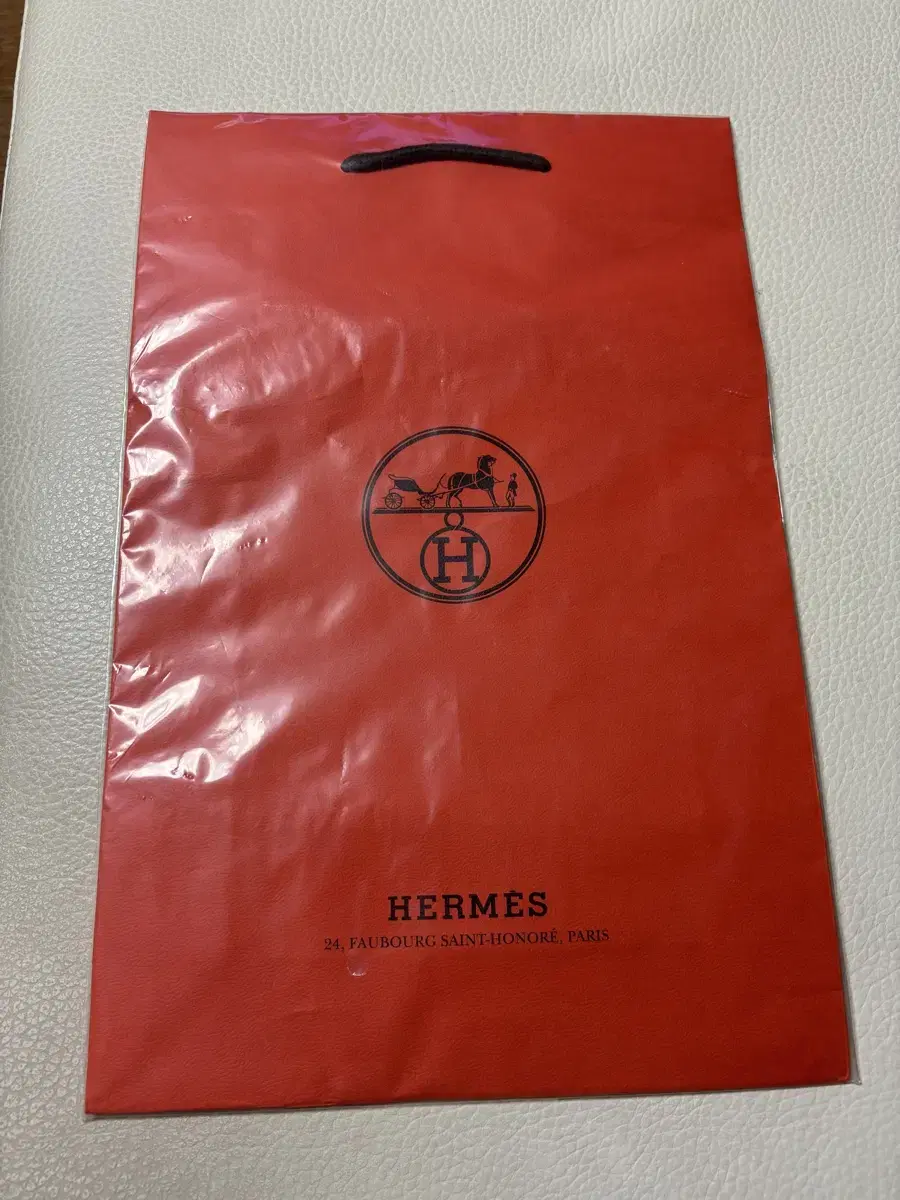 H
HERMÈS
24, FAUBOURG SAINT-HONORÉ, PARIS